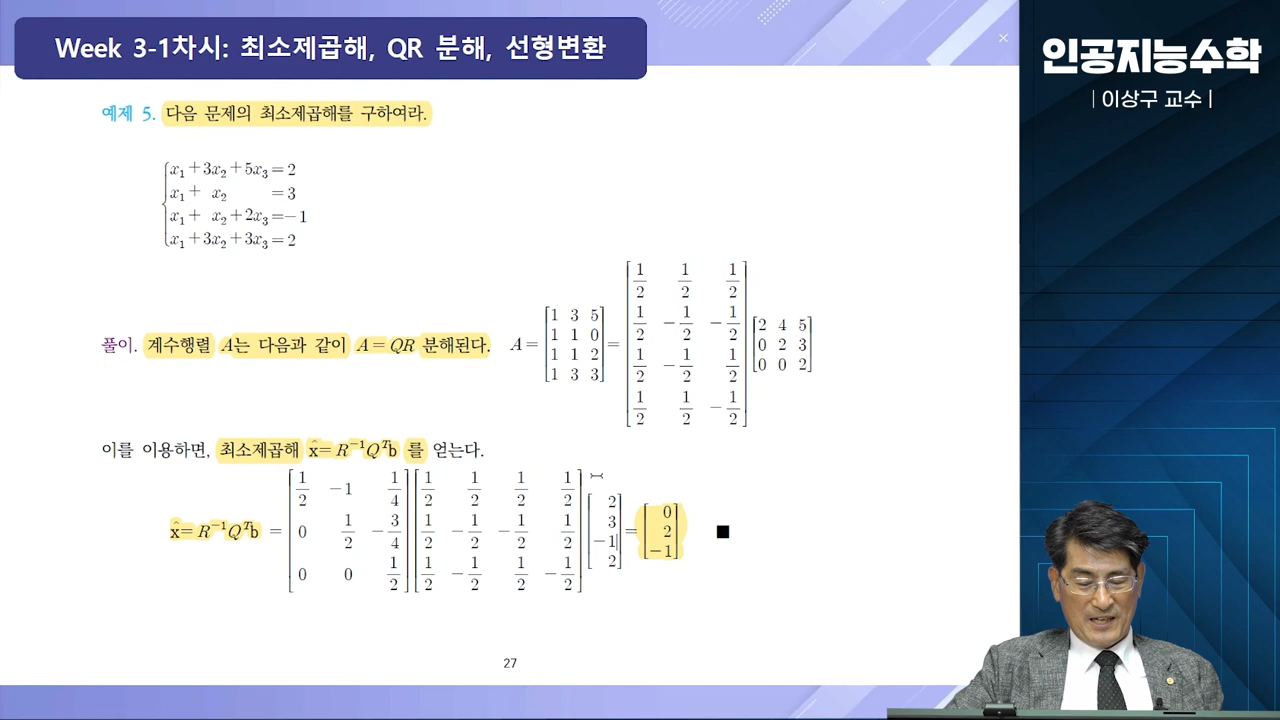 Week 3-1차시: 최소제곱해, QR 분해, 선형변환
인공지능수학
| 이상구 교수 |
예제 5. 다음 문제의 최소제곱해를 구하여라.
x₁+3x₂+5x₃=2
x₁+ x₂ =3
x₁+ x₂+2x₃=−1
x₁+3x₂+3x₃=2
풀이. 계수행렬 A는 다음과 같이 A=QR 분해된다. A = [1 3 5; 1 1 0; 1 1 2; 1 3 3] = [1/2 1/2 1/2; 1/2 −1/2 −1/2; 1/2 −1/2 1/2; 1/2 1/2 −1/2] [2 4 5; 0 2 3; 0 0 2]
이를 이용하면, 최소제곱해 x̂=R⁻¹Qᵀb 를 얻는다.
x̂=R⁻¹Qᵀb = [1/2 −1 1/4; 0 1/2 −3/4; 0 0 1/2] [1/2 1/2 1/2 1/2; 1/2 −1/2 −1/2 1/2; 1/2 −1/2 1/2 −1/2] [2; 3; −1; 2] = [0; 2; −1] ■
27